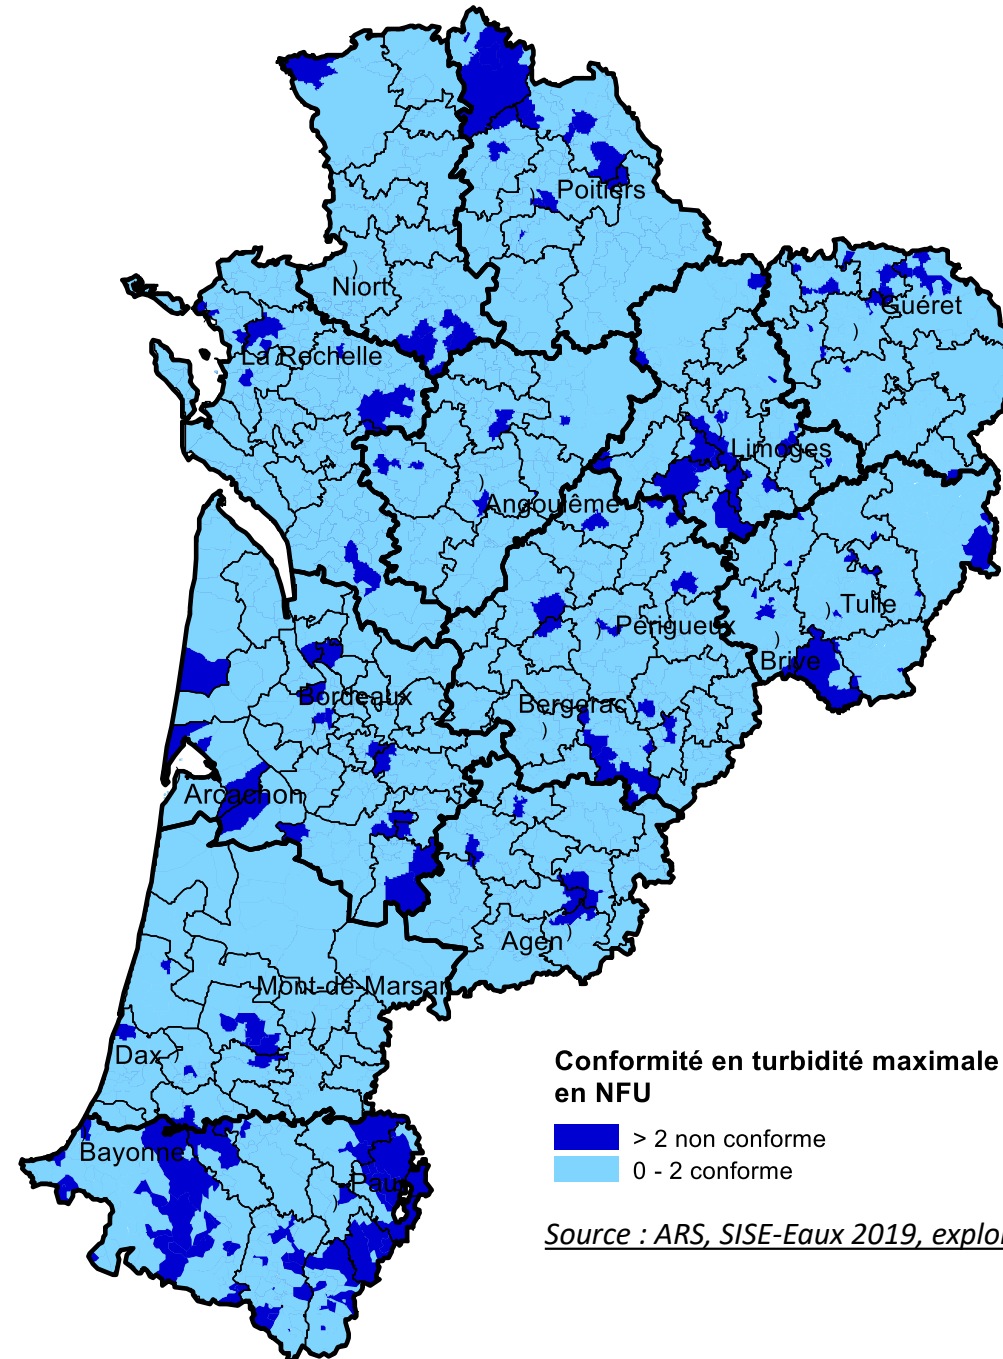 Poitiers
Niort
Guéret
La Rochelle
Limoges
Angoulême
Tulle
Périgueux
Brive
Bordeaux
Bergerac
Arcachon
Agen
Mont-de-Marsan
Dax
Conformité en turbidité maximale
en NFU
> 2 non conforme
Bayonne
0 - 2 conforme
Pau
Source : ARS, SISE-Eaux 2019,